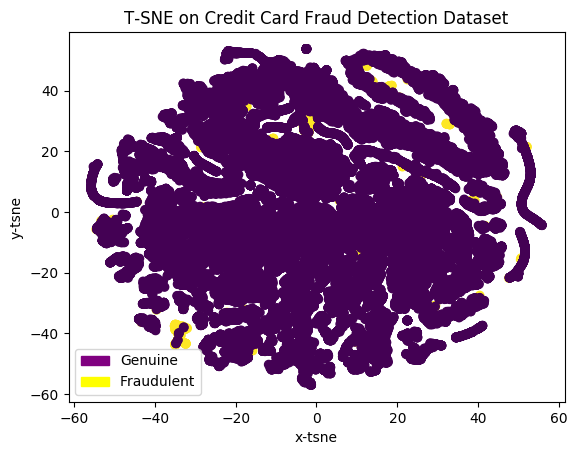 T-SNE on Credit Card Fraud Detection Dataset
y-tsne
40
20
0
−20
−40
−60
Genuine
Fraudulent
−60 −40 −20 0 20 40 60
x-tsne